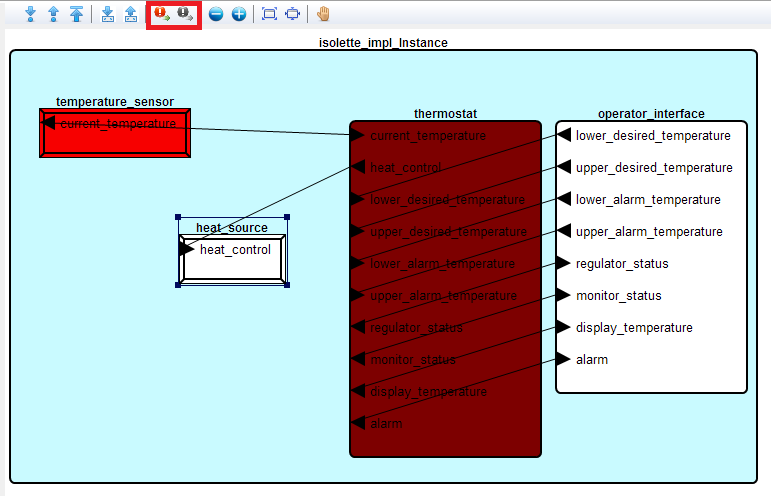 isolette_impl_Instance
temperature_sensor
current_temperature
heat_source
heat_control
thermostat
current_temperature
heat_control
lower_desired_temperature
upper_desired_temperature
lower_alarm_temperature
upper_alarm_temperature
regulator_status
monitor_status
display_temperature
alarm
operator_interface
lower_desired_temperature
upper_desired_temperature
lower_alarm_temperature
upper_alarm_temperature
regulator_status
monitor_status
display_temperature
alarm